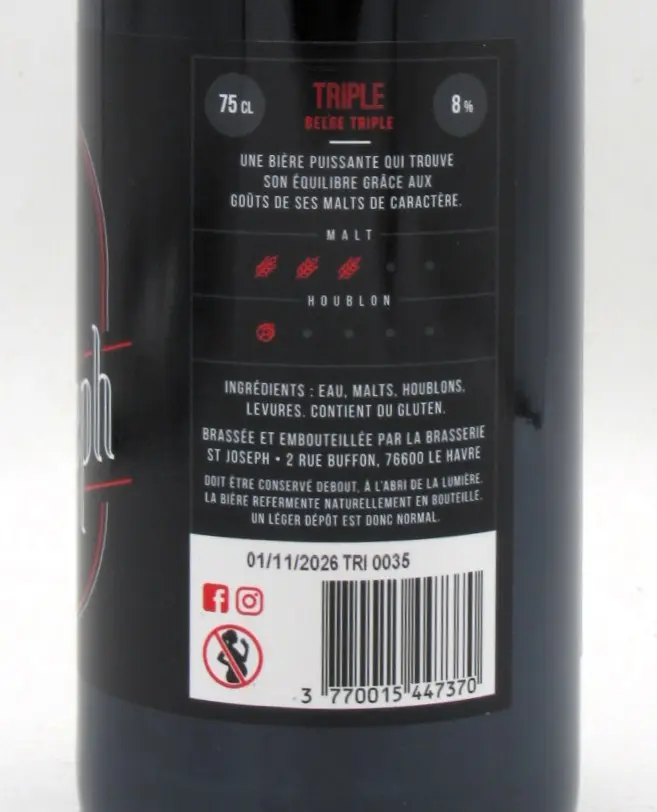 75 CL
TRIPLE
8 %
BELGE TRIPLE
UNE BIÈRE PUISSANTE QUI TROUVE
SON ÉQUILIBRE GRÂCE AUX
GOÛTS DE SES MALTS DE CARACTÈRE.
MALT
HOUBLON
INGRÉDIENTS : EAU, MALTS, HOUBLONS,
LEVURES. CONTIENT DU GLUTEN.
BRASSÉE ET EMBOUTEILLÉE PAR LA BRASSERIE
ST JOSEPH • 2 RUE BUFFON, 76600 LE HAVRE
DOIT ÊTRE CONSERVÉ DEBOUT, À L'ABRI DE LA LUMIÈRE.
LA BIÈRE REFERMENTE NATURELLEMENT EN BOUTEILLE.
UN LÉGER DÉPÔT EST DONC NORMAL.
01/11/2026 TRI 0035
3 770015 447370
ph